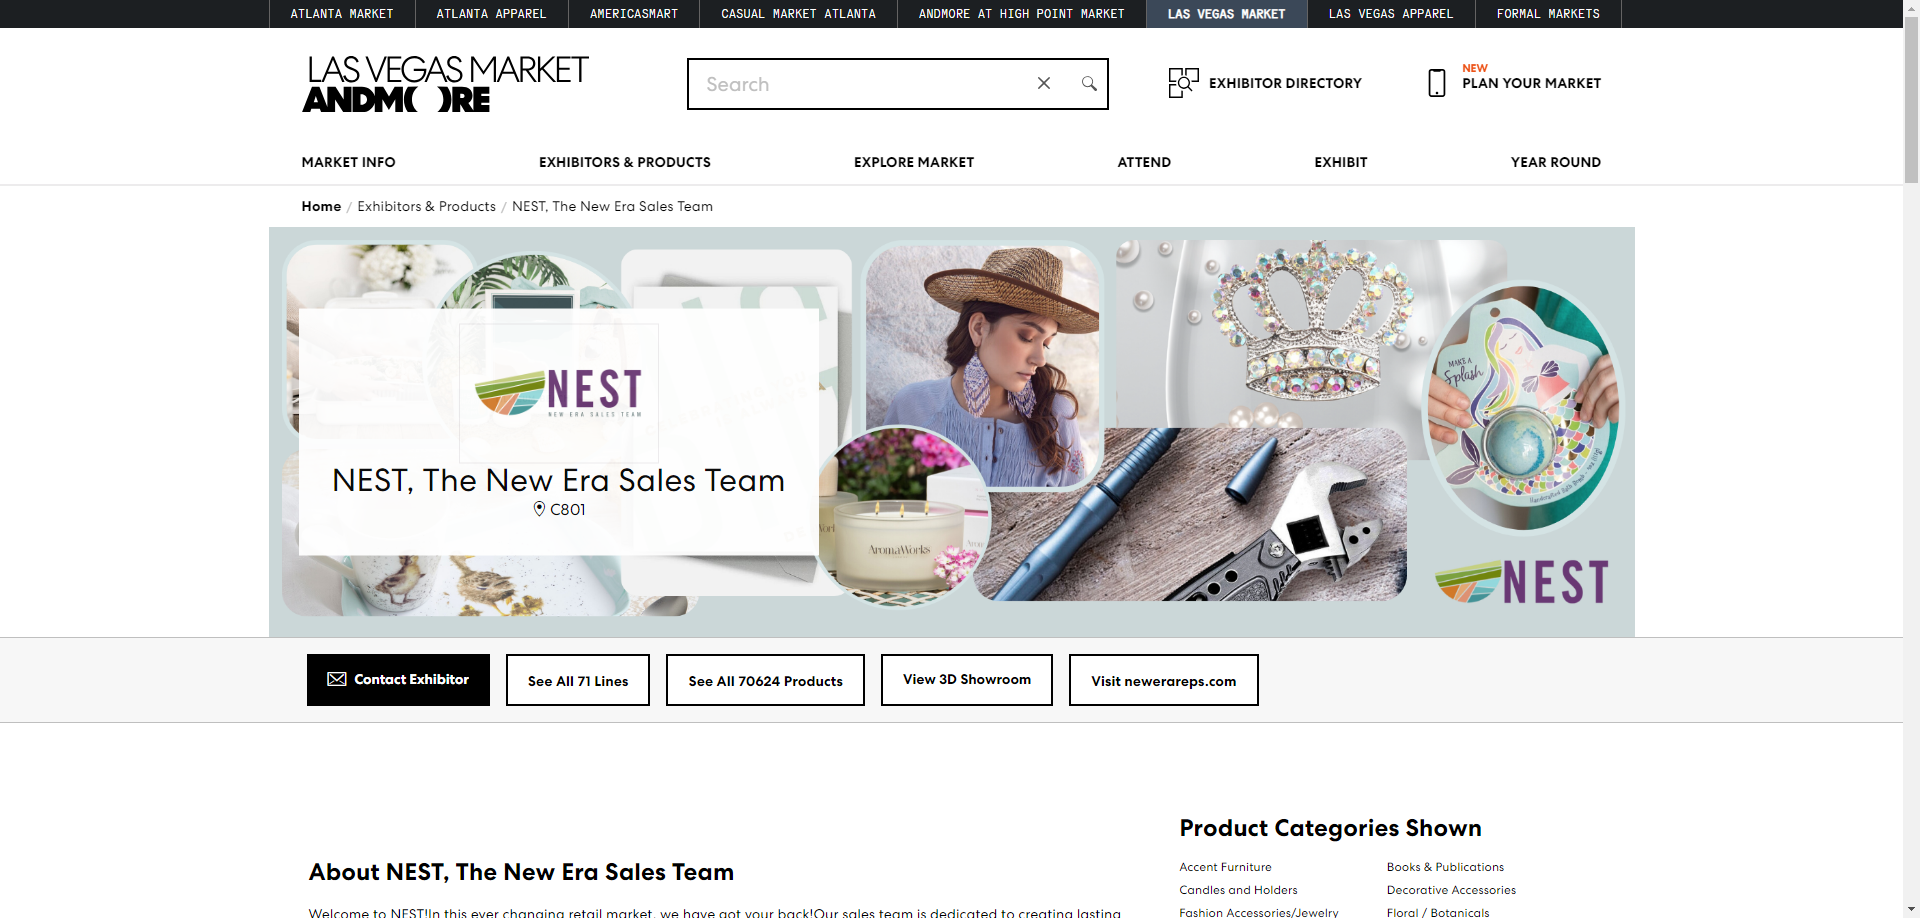 ATLANTA MARKET
ATLANTA APPAREL
AMERICASMART
CASUAL MARKET ATLANTA
ANDMORE AT HIGH POINT MARKET
LAS VEGAS MARKET
LAS VEGAS APPAREL
FORMAL MARKETS
LAS VEGAS MARKET
ANDMORE
Search
EXHIBITOR DIRECTORY
NEW
PLAN YOUR MARKET
MARKET INFO
EXHIBITORS & PRODUCTS
EXPLORE MARKET
ATTEND
EXHIBIT
YEAR ROUND
Home / Exhibitors & Products / NEST, The New Era Sales Team
NEST
NEW ERA SALES TEAM
NEST, The New Era Sales Team
C801
AromaWorks
MAKE A
Splash
NEST
Contact Exhibitor
See All 71 Lines
See All 70624 Products
View 3D Showroom
Visit newerareps.com
About NEST, The New Era Sales Team
Welcome to NEST!In this ever changing retail market, we have got your back!Our sales team is dedicated to creating lasting
Product Categories Shown
Accent Furniture
Books & Publications
Candles and Holders
Decorative Accessories
Fashion Accessories/Jewelry
Floral / Botanicals